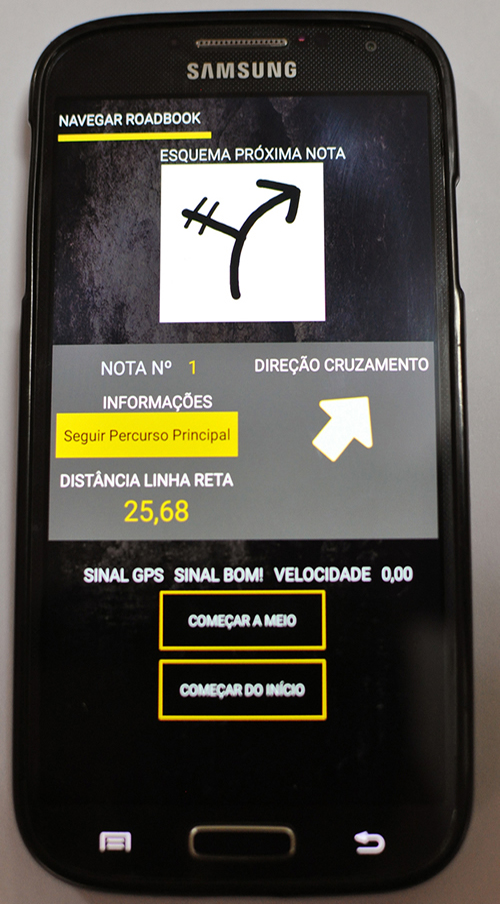 SAMSUNG
NAVEGAR ROADBOOK
ESQUEMA PRÓXIMA NOTA
NOTA Nº 1
DIREÇÃO CRUZAMENTO
INFORMAÇÕES
Seguir Percurso Principal
DISTÂNCIA LINHA RETA
25,68
SINAL GPS SINAL BOM! VELOCIDADE 0,00
COMEÇAR A MEIO
COMEÇAR DO INÍCIO